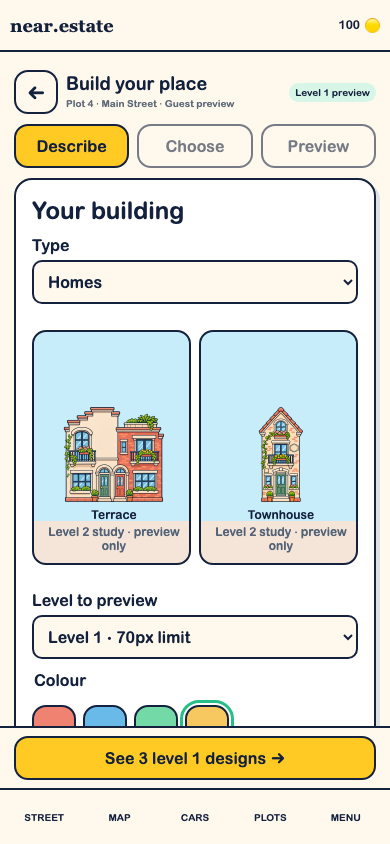 near.estate
100
Build your place
Plot 4 · Main Street · Guest preview
Level 1 preview
Describe
Choose
Preview
Your building
Type
Homes
Terrace
Level 2 study · preview
only
Townhouse
Level 2 study · preview
only
Level to preview
Level 1 · 70px limit
Colour
See 3 level 1 designs →
STREET
MAP
CARS
PLOTS
MENU